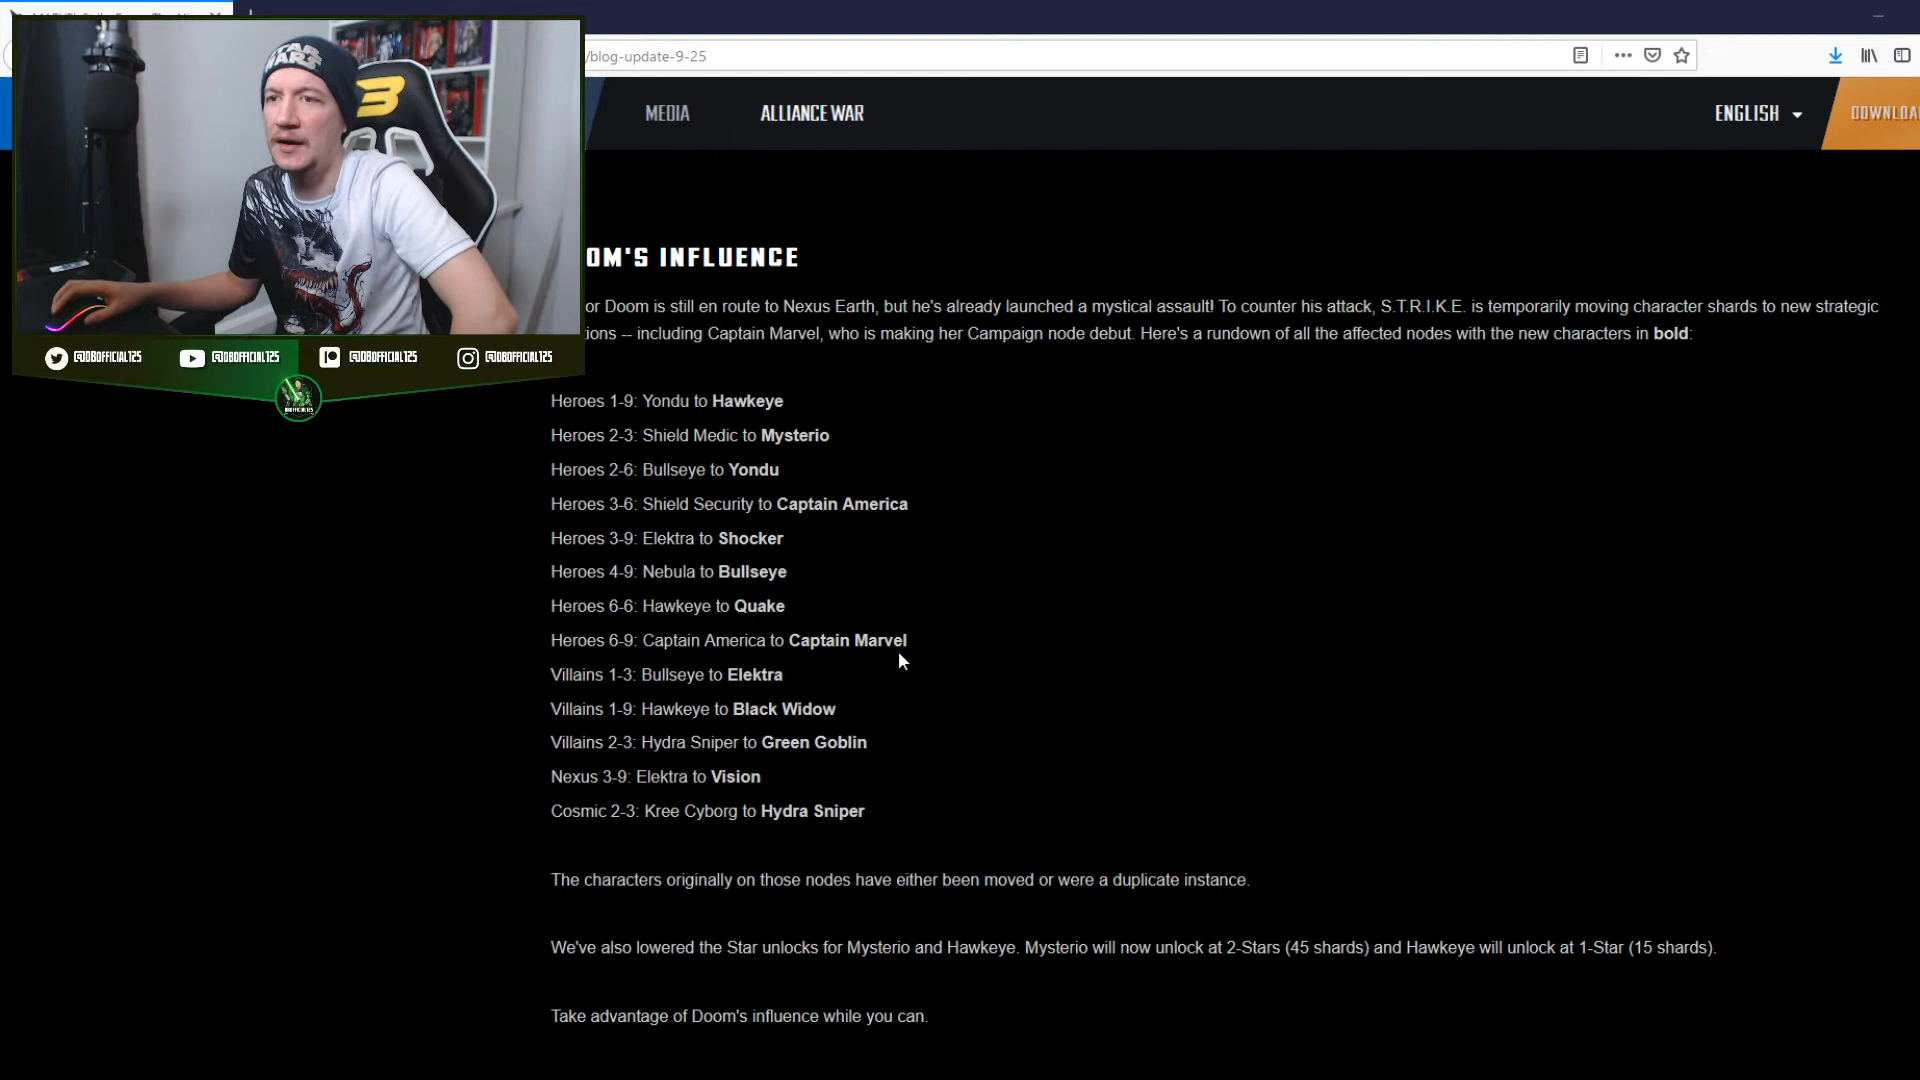 /blog-update-9-25
MEDIA
ALLIANCE WAR
ENGLISH
DOWNLOA
STAR WARS
3
@DBOFFICIAL125
@DBOFFICIAL125
@DBOFFICIAL125
@DBOFFICIAL125
DBOFFICIAL125
OM'S INFLUENCE
or Doom is still en route to Nexus Earth, but he's already launched a mystical assault! To counter his attack, S.T.R.I.K.E. is temporarily moving character shards to new strategic
tions -- including Captain Marvel, who is making her Campaign node debut. Here's a rundown of all the affected nodes with the new characters in bold:
Heroes 1-9: Yondu to Hawkeye
Heroes 2-3: Shield Medic to Mysterio
Heroes 2-6: Bullseye to Yondu
Heroes 3-6: Shield Security to Captain America
Heroes 3-9: Elektra to Shocker
Heroes 4-9: Nebula to Bullseye
Heroes 6-6: Hawkeye to Quake
Heroes 6-9: Captain America to Captain Marvel
Villains 1-3: Bullseye to Elektra
Villains 1-9: Hawkeye to Black Widow
Villains 2-3: Hydra Sniper to Green Goblin
Nexus 3-9: Elektra to Vision
Cosmic 2-3: Kree Cyborg to Hydra Sniper
The characters originally on those nodes have either been moved or were a duplicate instance.
We've also lowered the Star unlocks for Mysterio and Hawkeye. Mysterio will now unlock at 2-Stars (45 shards) and Hawkeye will unlock at 1-Star (15 shards).
Take advantage of Doom's influence while you can.